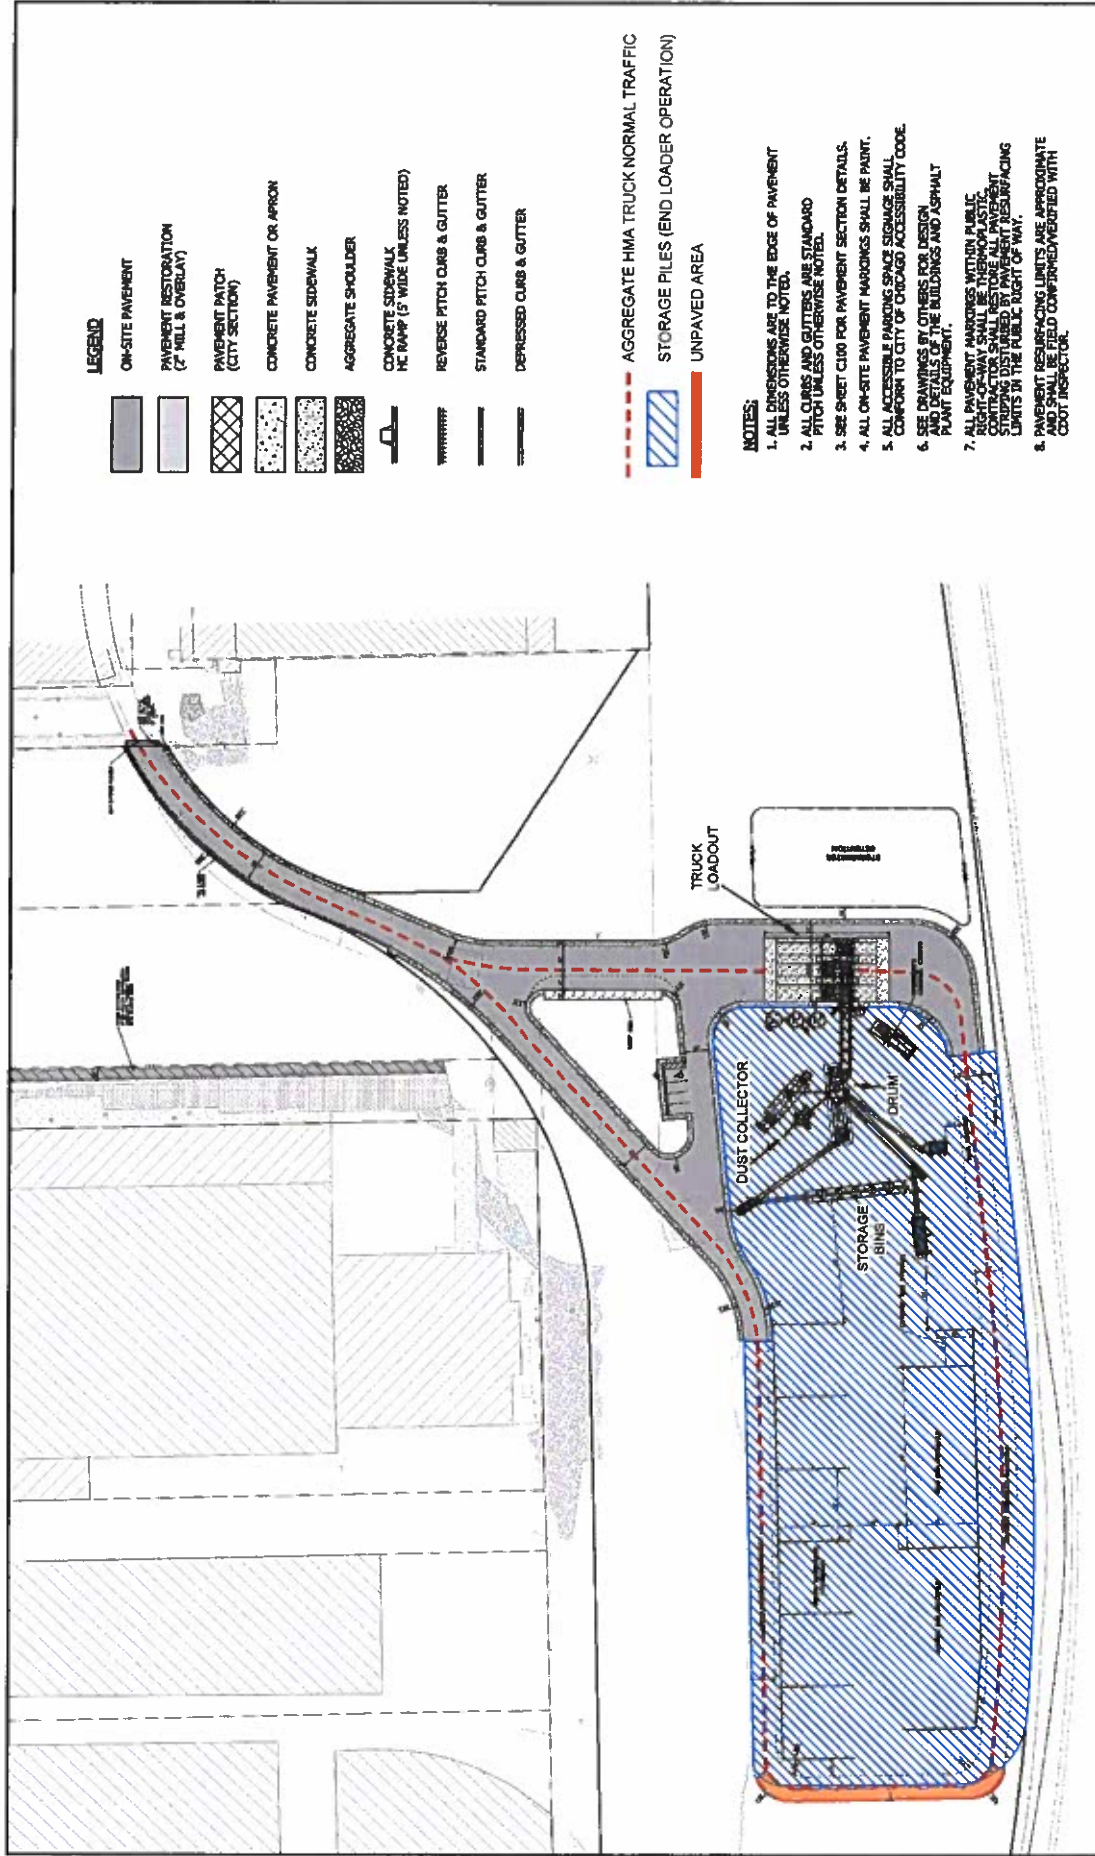 LEGEND
ON-SITE PAVEMENT
PAVEMENT RESTORATION
(2" MILL & OVERLAY)
PAVEMENT PATCH
(CITY SECTION)
CONCRETE PAVEMENT OR APRON
CONCRETE SIDEWALK
AGGREGATE SHOULDER
CONCRETE SIDEWALK
HC RAMP (5' WIDE UNLESS NOTED)
REVERSE PITCH CURB & GUTTER
STANDARD PITCH CURB & GUTTER
DEPRESSED CURB & GUTTER
AGGREGATE HMA TRUCK NORMAL TRAFFIC
STORAGE PILES (END LOADER OPERATION)
UNPAVED AREA
NOTES:
1. ALL DIMENSIONS ARE TO THE EDGE OF PAVEMENT
UNLESS OTHERWISE NOTED.
2. ALL CURBS AND GUTTERS ARE STANDARD
PITCH UNLESS OTHERWISE NOTED.
3. SEE SHEET C100 FOR PAVEMENT SECTION DETAILS.
4. ALL ON-SITE PAVEMENT MARKINGS SHALL BE PAINT.
5. ALL ACCESSIBLE PARKING SPACE SIGNAGE SHALL
CONFORM TO CITY OF CHICAGO ACCESSIBILITY CODE.
6. SEE DRAWINGS BY OTHERS FOR DESIGN
AND DETAILS OF THE BUILDINGS AND ASPHALT
PLANT EQUIPMENT.
7. ALL PAVEMENT MARKINGS WITHIN PUBLIC
RIGHT-OF-WAY SHALL BE THERMOPLASTIC.
CONTRACTOR SHALL RESTORE ALL PAVEMENT
STRIPING DISTURBED BY PAVEMENT RESURFACING
LIMITS IN THE PUBLIC RIGHT OF WAY.
8. PAVEMENT RESURFACING LIMITS ARE APPROXIMATE
AND SHALL BE FIELD CONFIRMED/VERIFIED WITH
CDOT INSPECTOR.
TRUCK
LOADOUT
STORMWATER
DETENTION
DUST COLLECTOR
DRUM
STORAGE
BINS